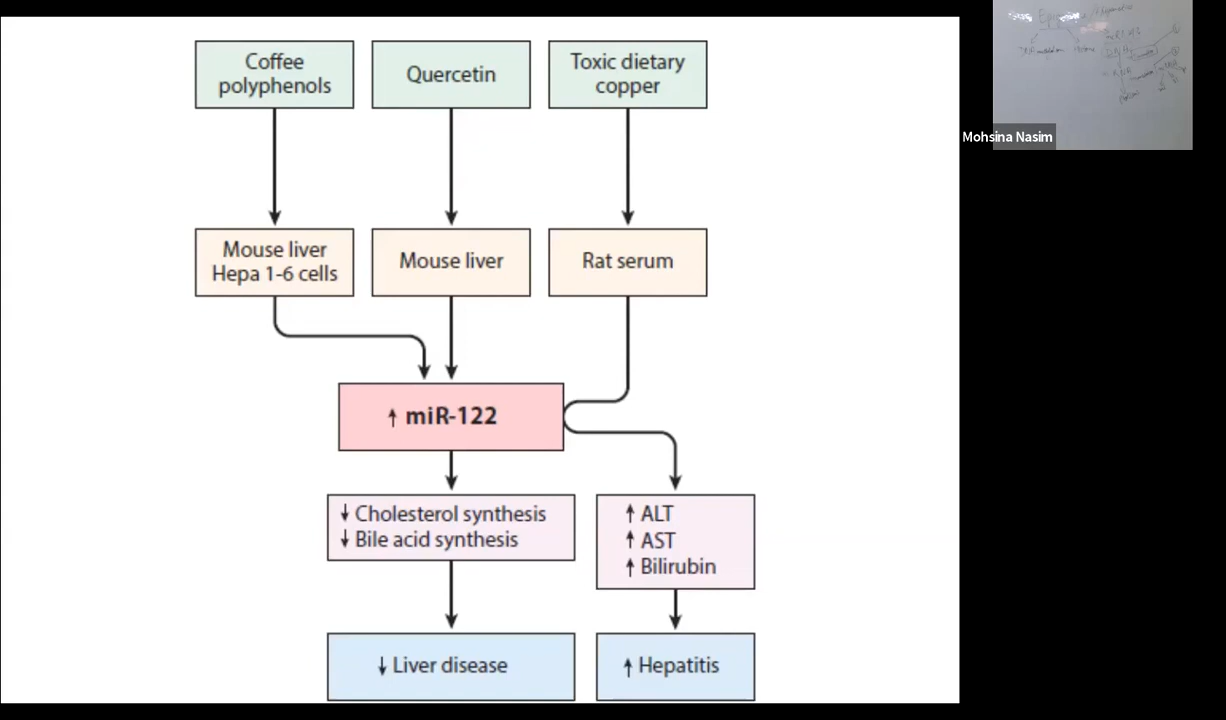 Coffee
polyphenols
Quercetin
Toxic dietary
copper
Mouse liver
Hepa 1-6 cells
Mouse liver
Rat serum
↑ miR-122
↓ Cholesterol synthesis
↓ Bile acid synthesis
↑ ALT
↑ AST
↑ Bilirubin
↓ Liver disease
↑ Hepatitis
Mohsina Nasim